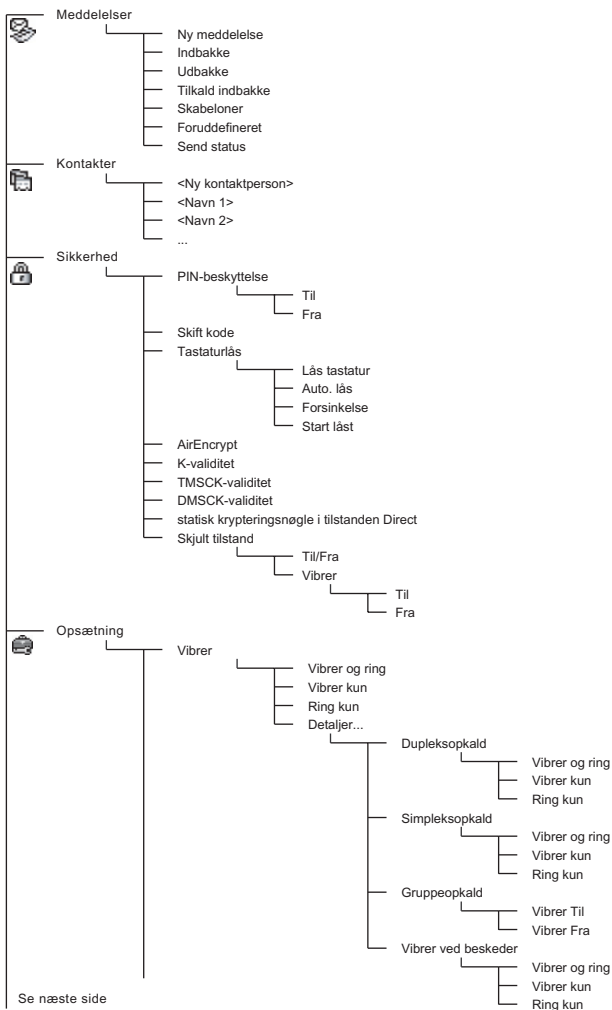 Meddelelser
Ny meddelelse
Indbakke
Udbakke
Tilkald indbakke
Skabeloner
Foruddefineret
Send status
Kontakter
<Ny kontaktperson>
<Navn 1>
<Navn 2>
...
Sikkerhed
PIN-beskyttelse
Til
Fra
Skift kode
Tastaturlås
Lås tastatur
Auto. lås
Forsinkelse
Start låst
AirEncrypt
K-validitet
TMSCK-validitet
DMSCK-validitet
statisk krypteringsnøgle i tilstanden Direct
Skjult tilstand
Til/Fra
Vibrer
Til
Fra
Opsætning
Vibrer
Vibrer og ring
Vibrer kun
Ring kun
Detaljer...
Dupleksopkald
Vibrer og ring
Vibrer kun
Ring kun
Simpleksopkald
Vibrer og ring
Vibrer kun
Ring kun
Gruppeopkald
Vibrer Til
Vibrer Fra
Vibrer ved beskeder
Vibrer og ring
Vibrer kun
Ring kun
Se næste side